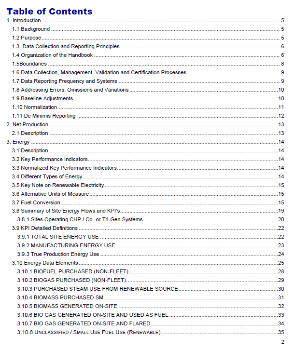 Table of Contents
1. Introduction 5
1.1 Background 5
1.2 Purpose 5
1.3. Data Collection and Reporting Principles 6
1.4 Organization of the Handbook 6
1.5 Boundaries 8
1.6 Data Collection, Management, Validation and Certification Processes 9
1.7 Data Reporting Frequency and Systems 9
1.8 Addressing Errors, Omissions and Variations 10
1.9 Baseline Adjustments 10
1.10 Normalization 11
1.11 De Minimis Reporting 12
2. Net Production 13
2.1 Description 13
3. Energy 14
3.1 Description 14
3.2 Key Performance Indicators 14
3.3 Normalized Key Performance Indicators 14
3.4 Different Types of Energy 14
3.5 Key Note on Renewable Electricity 15
3.6 Alternative Units of Measure 15
3.7 Fuel Conversion 15
3.8 Summary of Site Energy Flows and KPI's 19
3.8.1 Sites Operating CHP / Co- or Tri-Gen Systems 20
3.9 KPI Detailed Definitions 22
3.9.1 TOTAL SITE ENERGY USE 22
3.9.2 MANUFACTURING ENERGY USE 23
3.9.3 True Production Energy Use 24
3.10 Energy Data Elements 25
3.10.1 BIOFUEL PURCHASED (NON-FLEET) 28
3.10.2 BIOGAS PURCHASED (NON-FLEET) 29
3.10.3 PURCHASED STEAM USE FROM RENEWABLE SOURCE 30
3.10.4 BIOMASS PURCHASED 31
3.10.5 BIOMASS GENERATED ON-SITE 32
3.10.6 BIO GAS GENERATED ON-SITE AND USED AS FUEL 33
3.10.7 BIO GAS GENERATED ON-SITE AND FLARED 34
3.10.8 UNCLASSIFIED / SMALL USE FUEL USE (RENEWABLE) 35
2